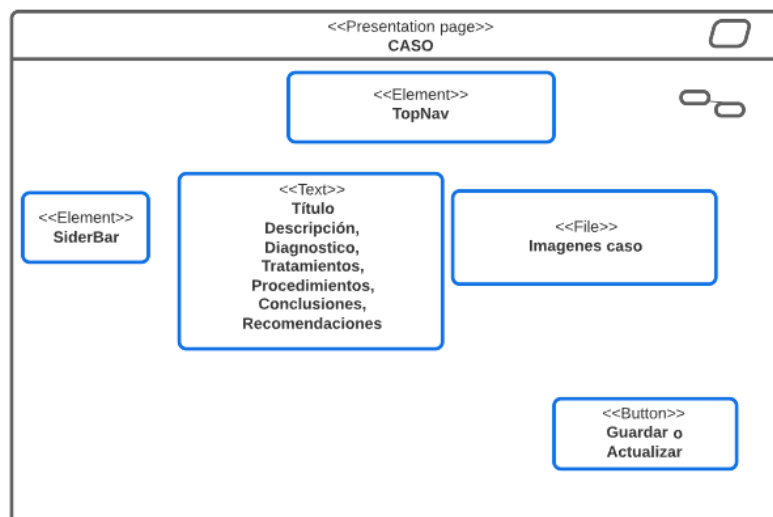 <<Presentation page>>
CASO
<<Element>>
TopNav
<<Element>>
SiderBar
<<Text>>
Título
Descripción,
Diagnostico,
Tratamientos,
Procedimientos,
Conclusiones,
Recomendaciones
<<File>>
Imagenes caso
<<Button>>
Guardar o
Actualizar